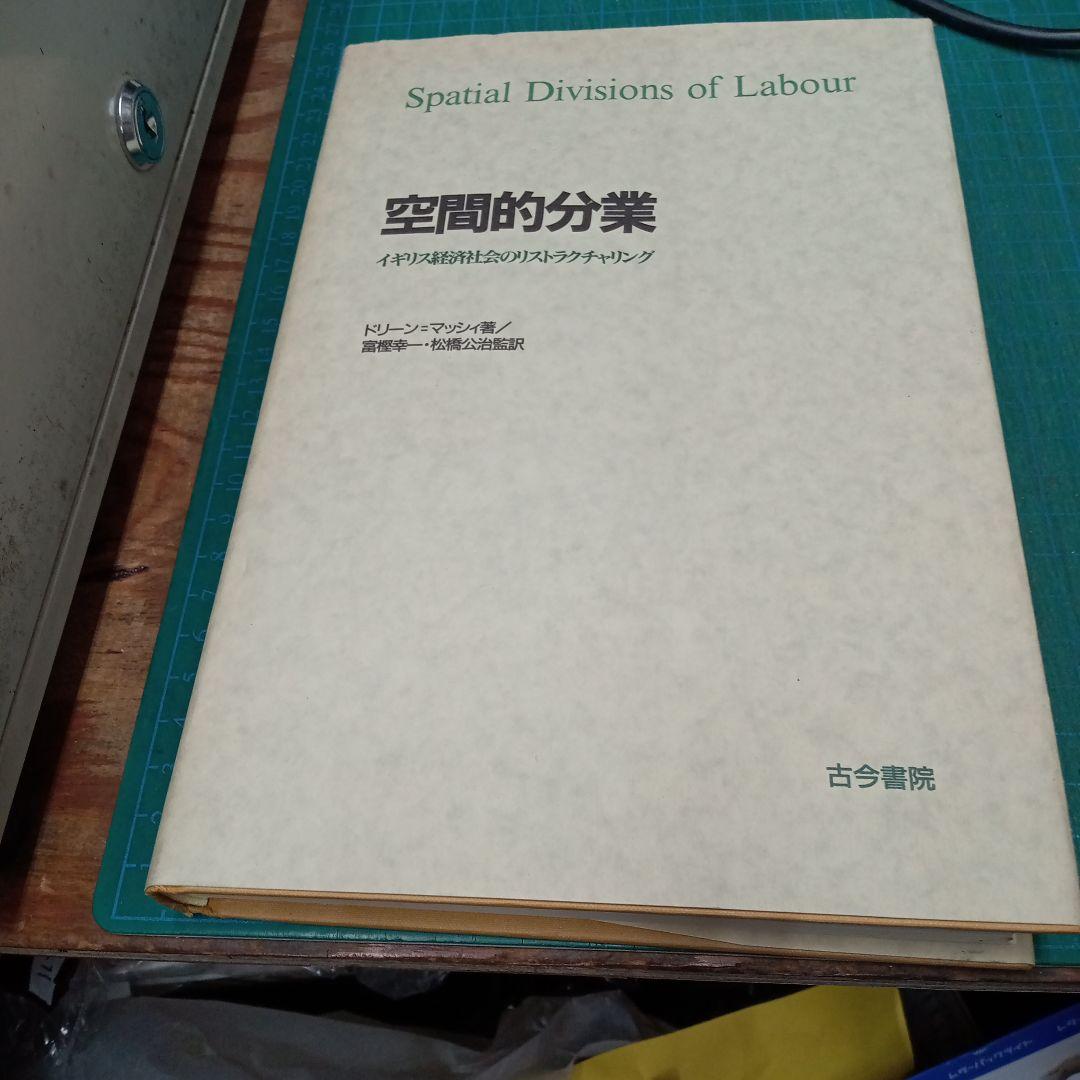 Spatial Divisions of Labour
空間的分業
イギリス経済社会のリストラクチャリング
ドリーン=マッシィ著/
富樫幸一・松橋公治監訳
古今書院